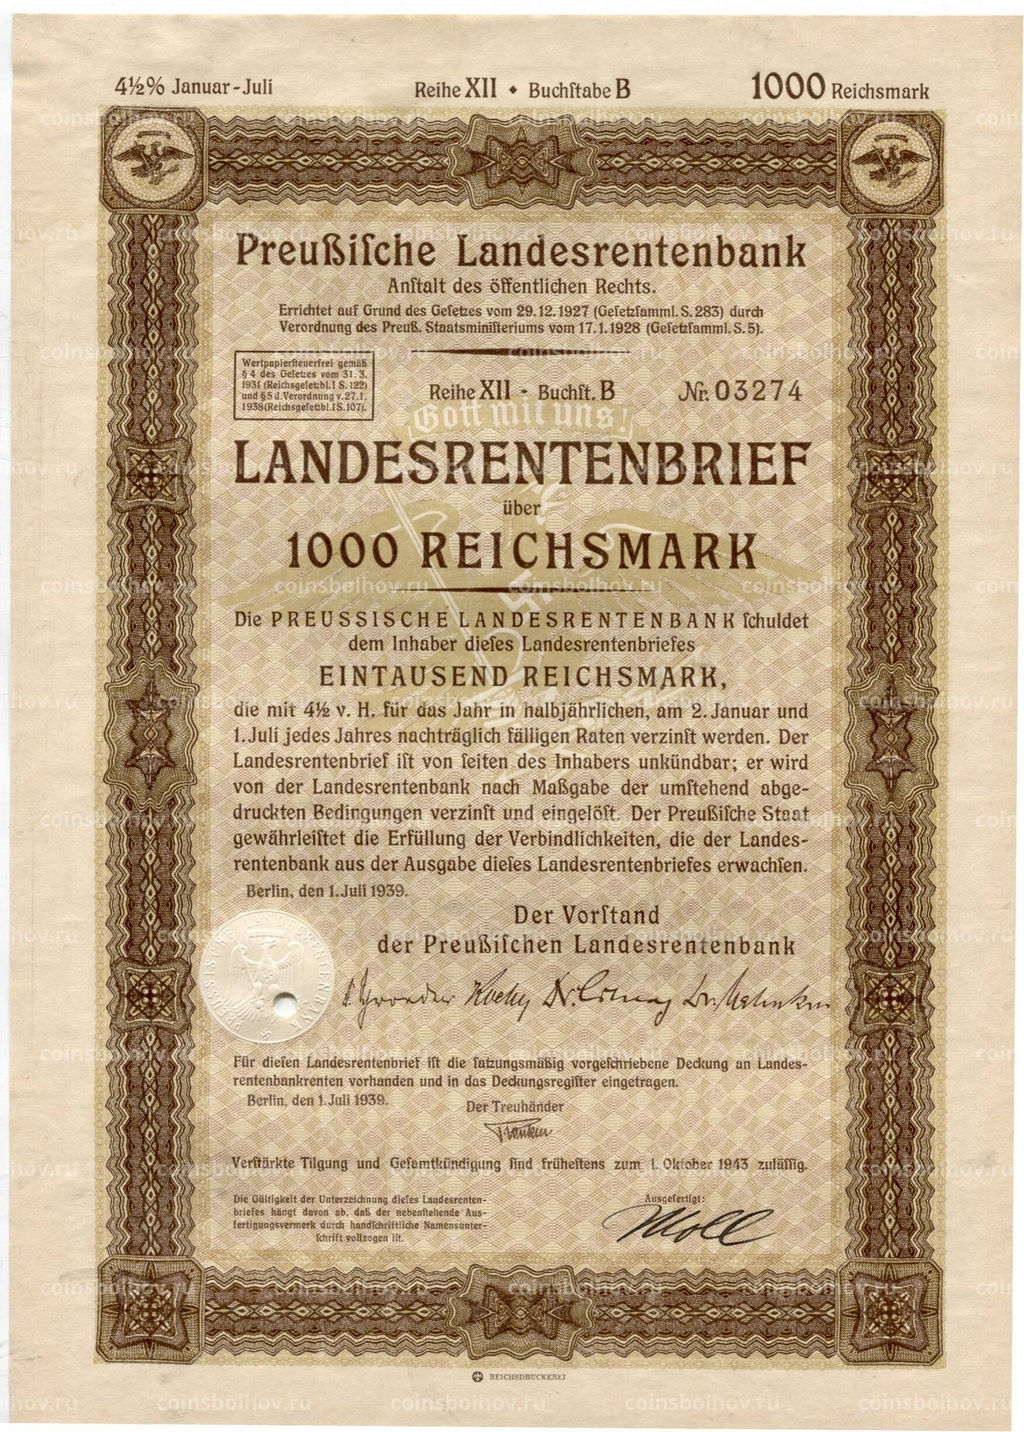 4½% Januar-Juli Reihe XII • Buchſtabe B 1000 Reichsmark
Preußiſche Landesrentenbank
Anſtalt des öffentlichen Rechts.
Errichtet auf Grund des Geſetzes vom 29.12.1927 (Geſetzſamml. S. 283) durch
Verordnung des Preuß. Staatsminiſteriums vom 17.1.1928 (Geſetzſamml. S. 5).
Wertpapierſteuerfrei gemäß
§ 4 des Geſetzes vom 31. 3.
1931 (Reichsgeſetzbl. I S. 122)
und § 5 d. Verordnung v. 27.1.
1938 (Reichsgeſetzbl. I S. 107).
Reihe XII - Buchſt. B Nr. 03274
Gott mit uns!
LANDESRENTENBRIEF
über
1000 REICHSMARK
Die PREUSSISCHE LANDESRENTENBANK ſchuldet
dem Inhaber dieſes Landesrentenbriefes
EINTAUSEND REICHSMARK,
die mit 4½ v. H. für das Jahr in halbjährlichen, am 2. Januar und
1. Juli jedes Jahres nachträglich fälligen Raten verzinſt werden. Der
Landesrentenbrief iſt von ſeiten des Inhabers unkündbar; er wird
von der Landesrentenbank nach Maßgabe der umſtehend abge-
druckten Bedingungen verzinſt und eingelöſt. Der Preußiſche Staat
gewährleiſtet die Erfüllung der Verbindlichkeiten, die der Landes-
rentenbank aus der Ausgabe dieſes Landesrentenbriefes erwachſen.
Berlin, den 1. Juli 1939.
Der Vorſtand
der Preußiſchen Landesrentenbank
PREUSSISCHE LANDESRENTENBANK
Für dieſen Landesrentenbrief iſt die ſatzungsmäßig vorgeſchriebene Deckung an Landes-
rentenbankrenten vorhanden und in das Deckungsregiſter eingetragen.
Berlin, den 1. Juli 1939.
Der Treuhänder
Verſtärkte Tilgung und Geſamtkündigung ſind früheſtens zum 1. Oktober 1943 zuläſſig.
Die Gültigkeit der Unterzeichnung dieſes Landesrenten-
briefes hängt davon ab, daß der nebenſtehende Aus-
fertigungsvermerk durch handſchriftliche Namensunter-
ſchrift vollzogen iſt.
Ausgefertigt:
Moll
REICHSDRUCKEREI
coinsbolhov.ru